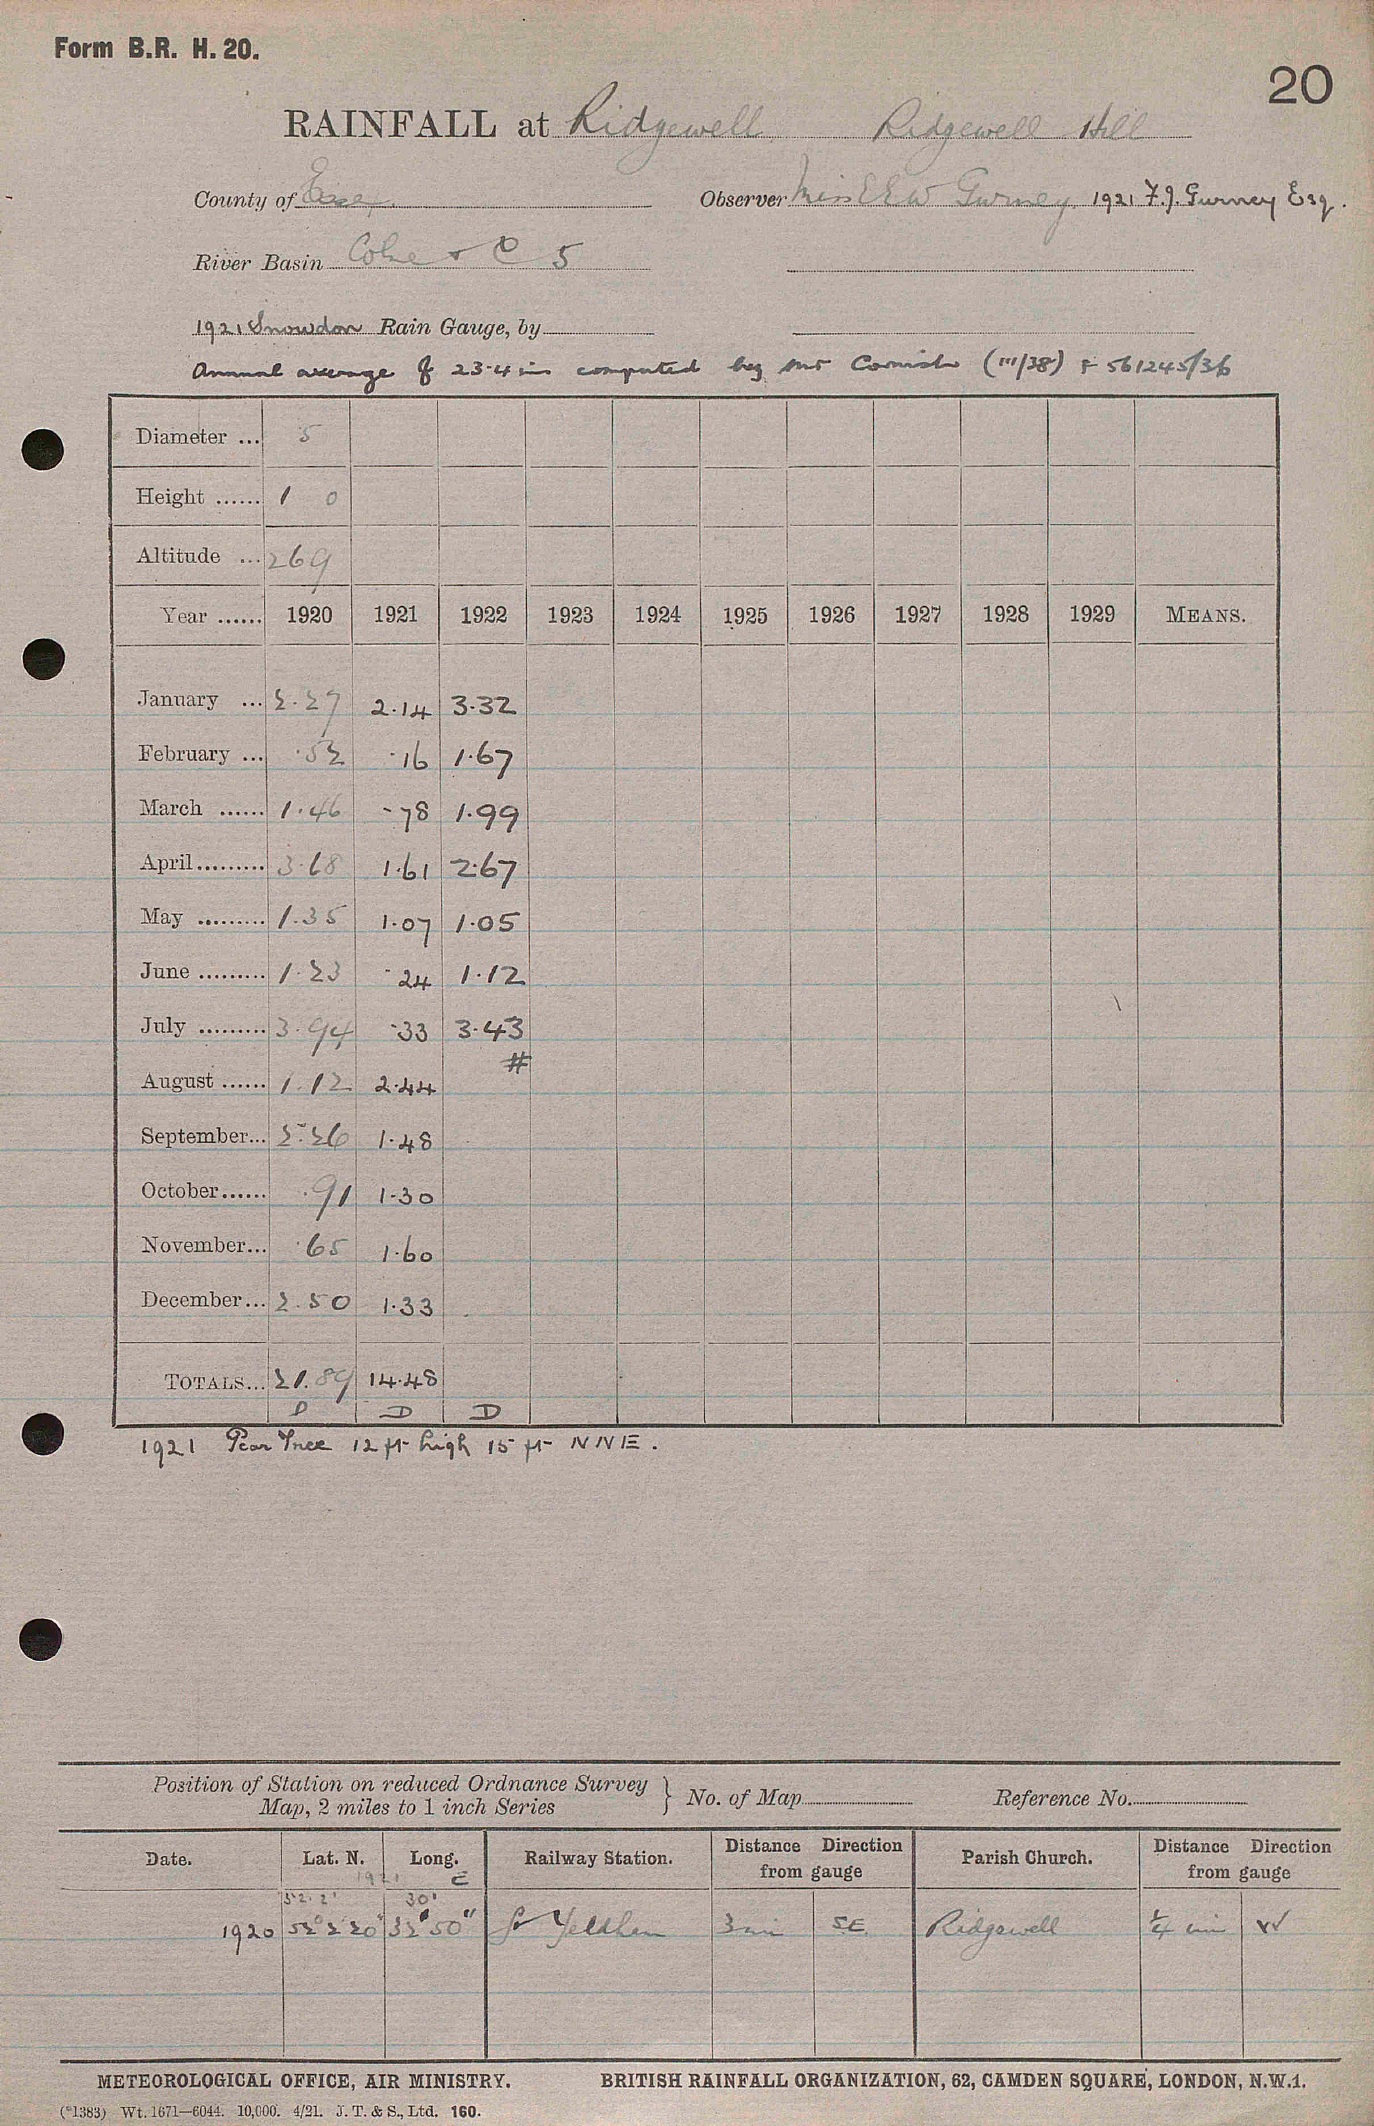 Form B.R. H. 20.
20
RAINFALL at Ridgewell Ridgewell Hill
County of Essex Observer Miss E E W Gurney 1921 F.J. Gurney Esq.
River Basin Colne & C 5
1921 Snowdon Rain Gauge, by
Annual average of 23.4 in computed by Mr Cornish (III/38) F 561245/36
Diameter ... 5
Height ...... 1 0
Altitude ... 269
Year ...... 1920 1921 1922 1923 1924 1925 1926 1927 1928 1929 MEANS.
January ... 2.27 2.14 3.32
February ... .52 .16 1.67
March ...... 1.46 .78 1.99
April ......... 3.68 1.61 2.67
May ......... 1.35 1.07 1.05
June ......... 1.23 .24 1.12
July ......... 3.94 .33 3.43
#
August ...... 1.12 2.44
September... 2.26 1.48
October...... .91 1.30
November... .65 1.60
December... 2.50 1.33
TOTALS... 21.89 14.48
D D D
1921 Pear Tree 12 ft high 15 ft NNE.
Position of Station on reduced Ordnance Survey
Map, 2 miles to 1 inch Series } No. of Map Reference No.
Date. Lat. N. Long. Railway Station. Distance Direction from gauge Parish Church. Distance Direction from gauge
1921 E
52° 2' 30'
1920 52° 2' 20" 32' 50" Gt Yeldham 3 mi SE Ridgewell 1/4 mi W
METEOROLOGICAL OFFICE, AIR MINISTRY. BRITISH RAINFALL ORGANIZATION, 62, CAMDEN SQUARE, LONDON, N.W.1.
(*1383) Wt. 1671—6044. 10,000. 4/21. J. T. & S., Ltd. 160.